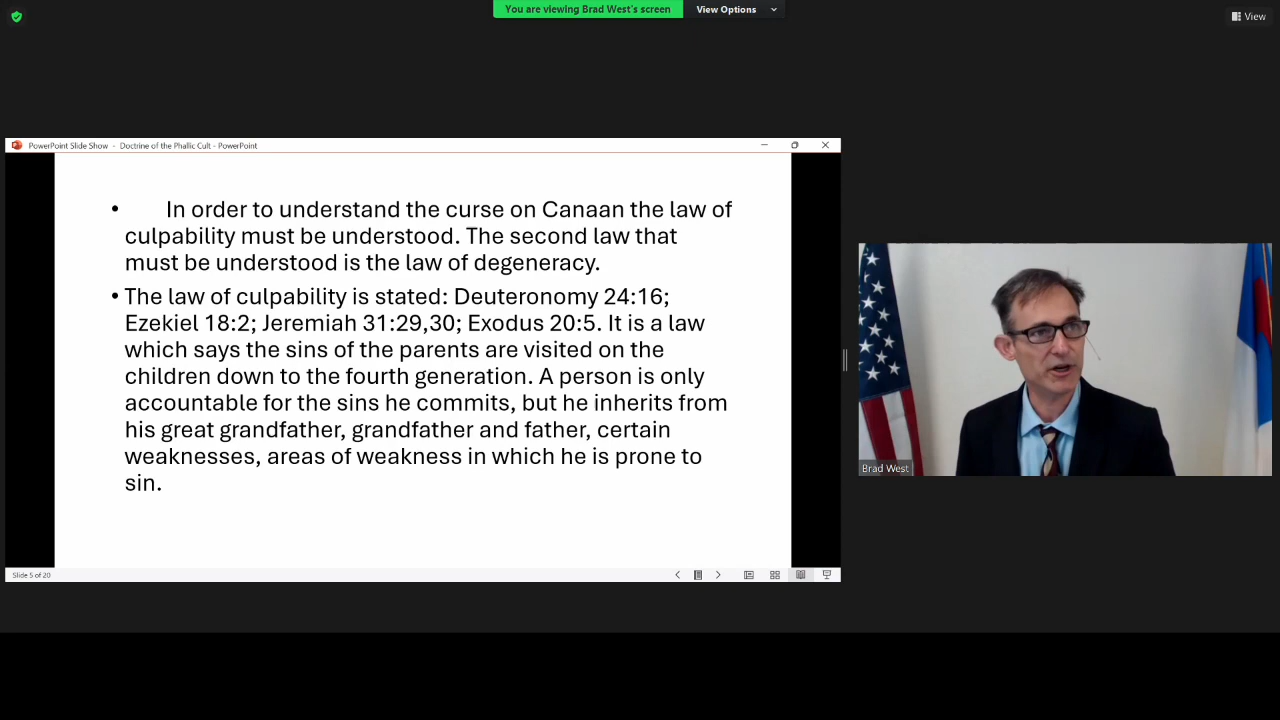 You are viewing Brad West's screen
View Options
View
PowerPoint Slide Show - Doctrine of the Phallic Cult - PowerPoint
• In order to understand the curse on Canaan the law of
culpability must be understood. The second law that
must be understood is the law of degeneracy.
• The law of culpability is stated: Deuteronomy 24:16;
Ezekiel 18:2; Jeremiah 31:29,30; Exodus 20:5. It is a law
which says the sins of the parents are visited on the
children down to the fourth generation. A person is only
accountable for the sins he commits, but he inherits from
his great grandfather, grandfather and father, certain
weaknesses, areas of weakness in which he is prone to
sin.
Brad West
Slide 5 of 20